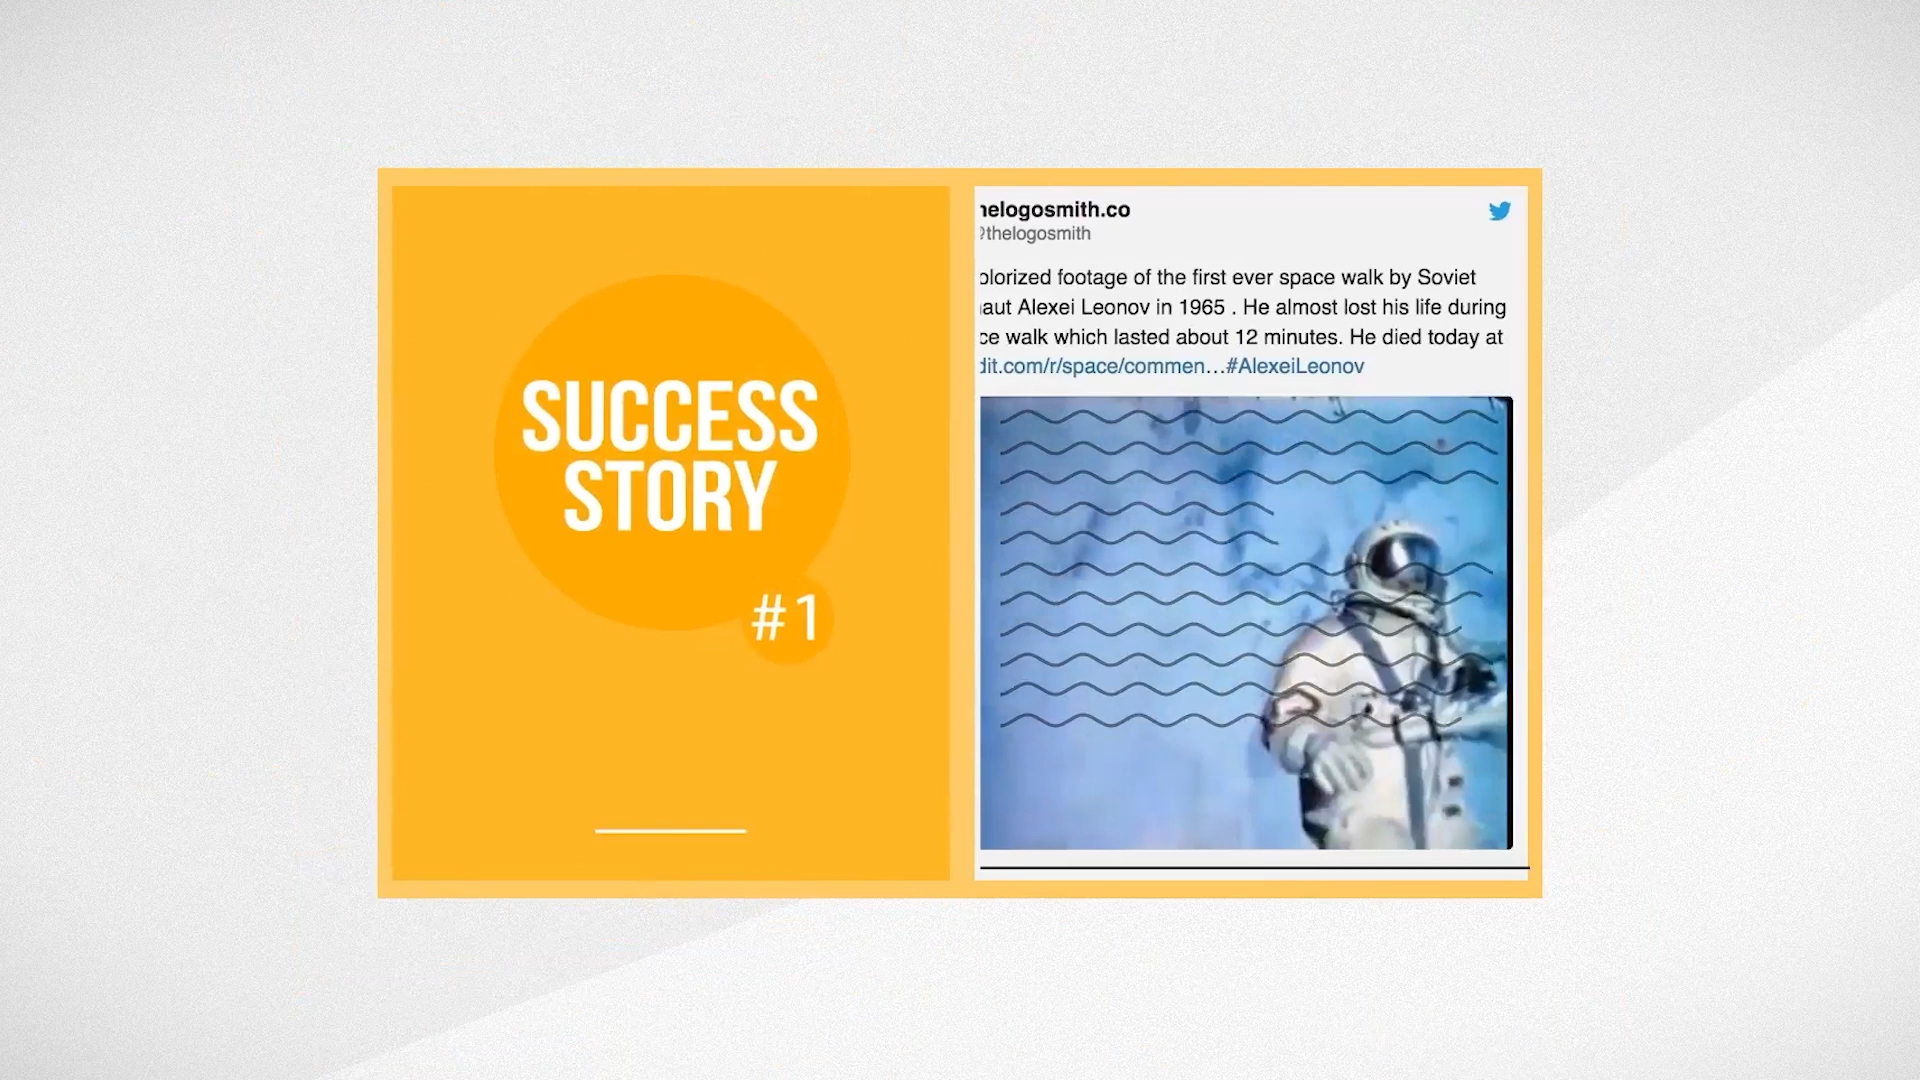 SUCCESS
STORY
#1
helogosmith.co
@thelogosmith
olorized footage of the first ever space walk by Soviet
aut Alexei Leonov in 1965 . He almost lost his life during
ce walk which lasted about 12 minutes. He died today at
dit.com/r/space/commen…#AlexeiLeonov